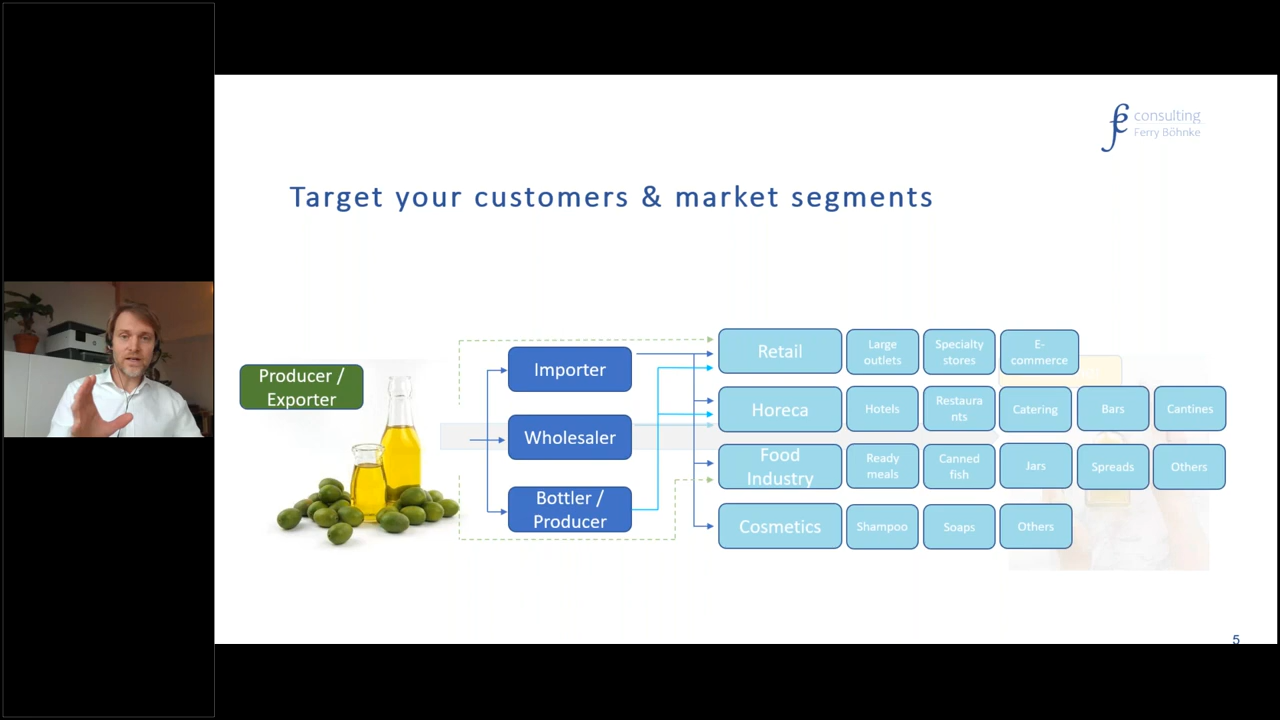 consulting
Ferry Böhnke
Target your customers & market segments
Producer /
Exporter
Importer
Wholesaler
Bottler /
Producer
Retail
Large
outlets
Specialty
stores
E-
commerce
Horeca
Hotels
Restaura
nts
Catering
Bars
Cantines
Food
Industry
Ready
meals
Canned
fish
Jars
Spreads
Others
Cosmetics
Shampoo
Soaps
Others
5